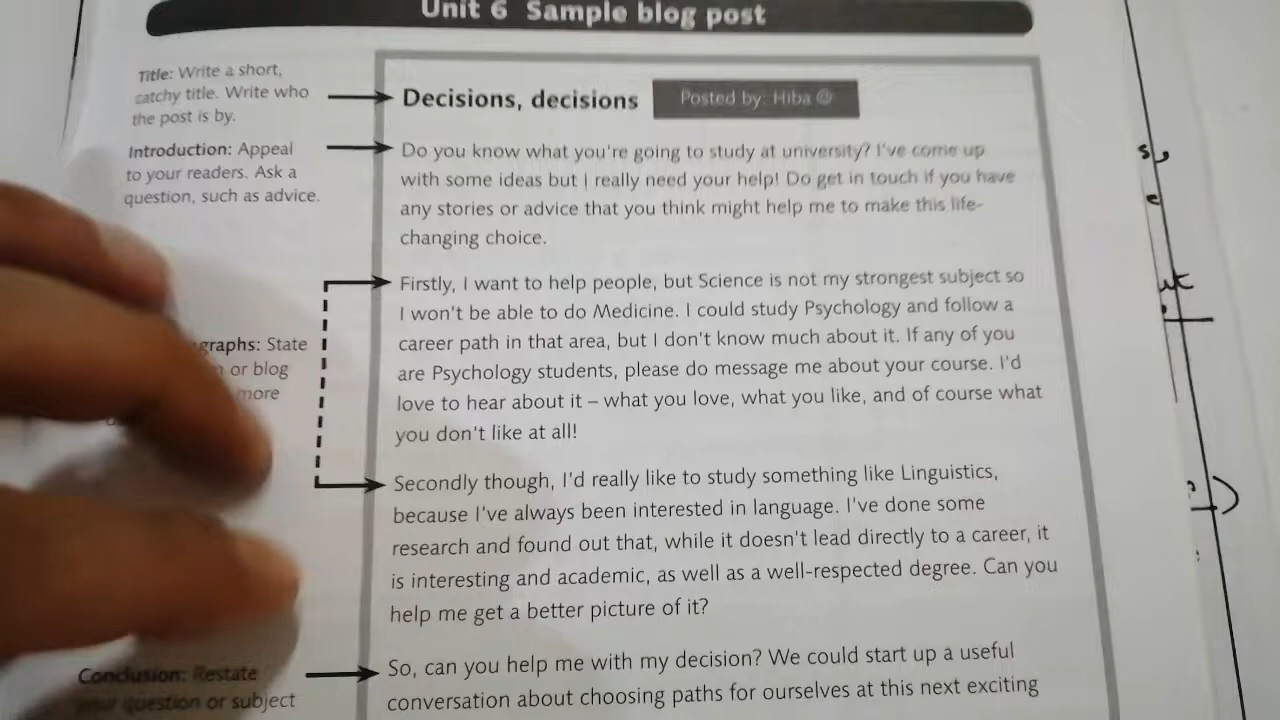 Unit 6 Sample blog post
Title: Write a short,
catchy title. Write who
the post is by.
Decisions, decisions
Posted by: Hiba
Introduction: Appeal
to your readers. Ask a
question, such as advice.
Do you know what you're going to study at university? I've come up
with some ideas but I really need your help! Do get in touch if you have
any stories or advice that you think might help me to make this life-
changing choice.
graphs: State
or blog
more
Firstly, I want to help people, but Science is not my strongest subject so
I won't be able to do Medicine. I could study Psychology and follow a
career path in that area, but I don't know much about it. If any of you
are Psychology students, please do message me about your course. I'd
love to hear about it – what you love, what you like, and of course what
you don't like at all!
Secondly though, I'd really like to study something like Linguistics,
because I've always been interested in language. I've done some
research and found out that, while it doesn't lead directly to a career, it
is interesting and academic, as well as a well-respected degree. Can you
help me get a better picture of it?
Conclusion: Restate
your question or subject
So, can you help me with my decision? We could start up a useful
conversation about choosing paths for ourselves at this next exciting